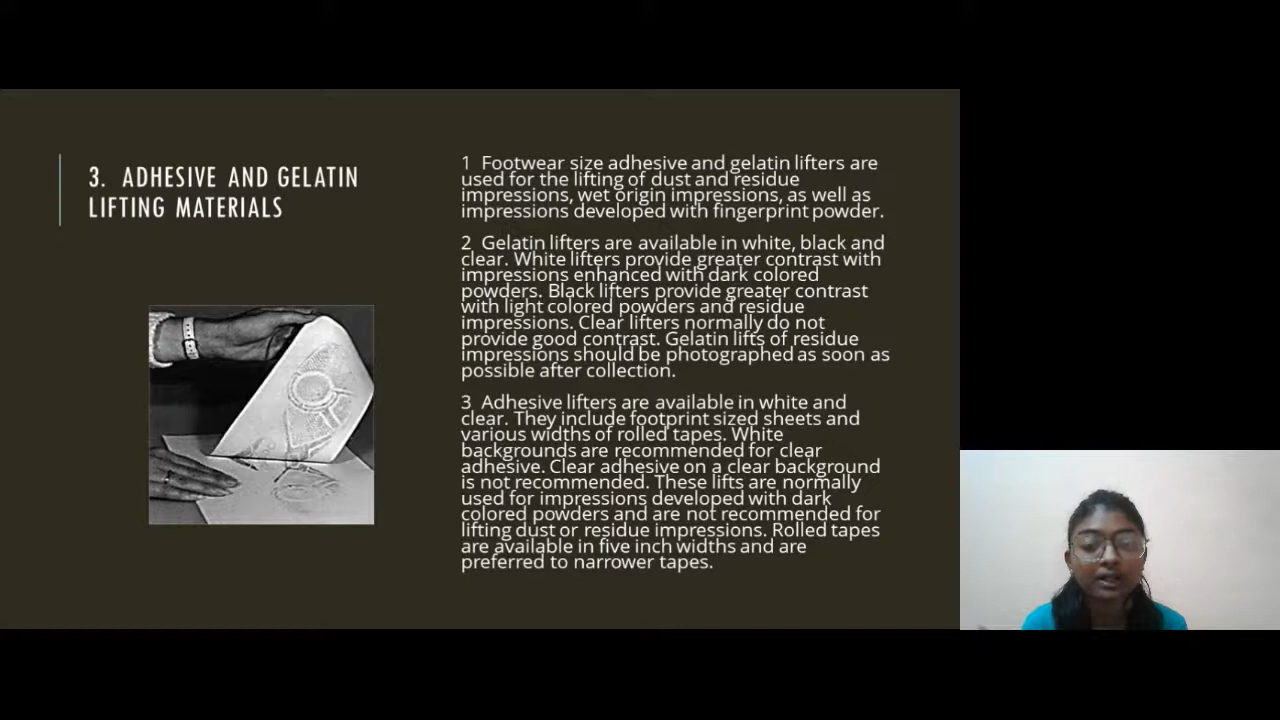 3. ADHESIVE AND GELATIN
LIFTING MATERIALS
1 Footwear size adhesive and gelatin lifters are
used for the lifting of dust and residue
impressions, wet origin impressions, as well as
impressions developed with fingerprint powder.
2 Gelatin lifters are available in white, black and
clear. White lifters provide greater contrast with
impressions enhanced with dark colored
powders. Black lifters provide greater contrast
with light colored powders and residue
impressions. Clear lifters normally do not
provide good contrast. Gelatin lifts of residue
impressions should be photographed as soon as
possible after collection.
3 Adhesive lifters are available in white and
clear. They include footprint sized sheets and
various widths of rolled tapes. White
backgrounds are recommended for clear
adhesive. Clear adhesive on a clear background
is not recommended. These lifts are normally
used for impressions developed with dark
colored powders and are not recommended for
lifting dust or residue impressions. Rolled tapes
are available in five inch widths and are
preferred to narrower tapes.